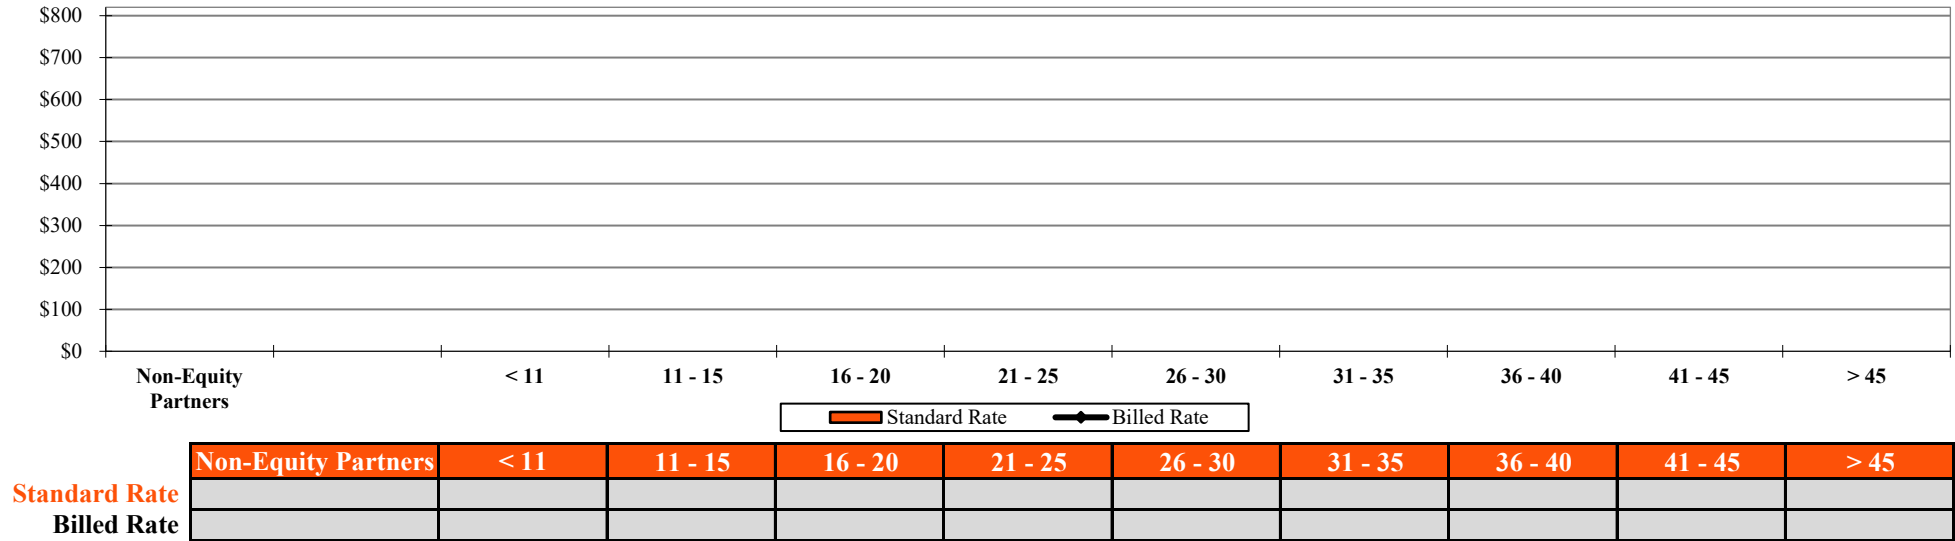 $800
$700
$600
$500
$400
$300
$200
$100
$0
Non-Equity < 11 11 - 15 16 - 20 21 - 25 26 - 30 31 - 35 36 - 40 41 - 45 > 45
Partners
Standard Rate Billed Rate
Non-Equity Partners < 11 11 - 15 16 - 20 21 - 25 26 - 30 31 - 35 36 - 40 41 - 45 > 45
Standard Rate
Billed Rate